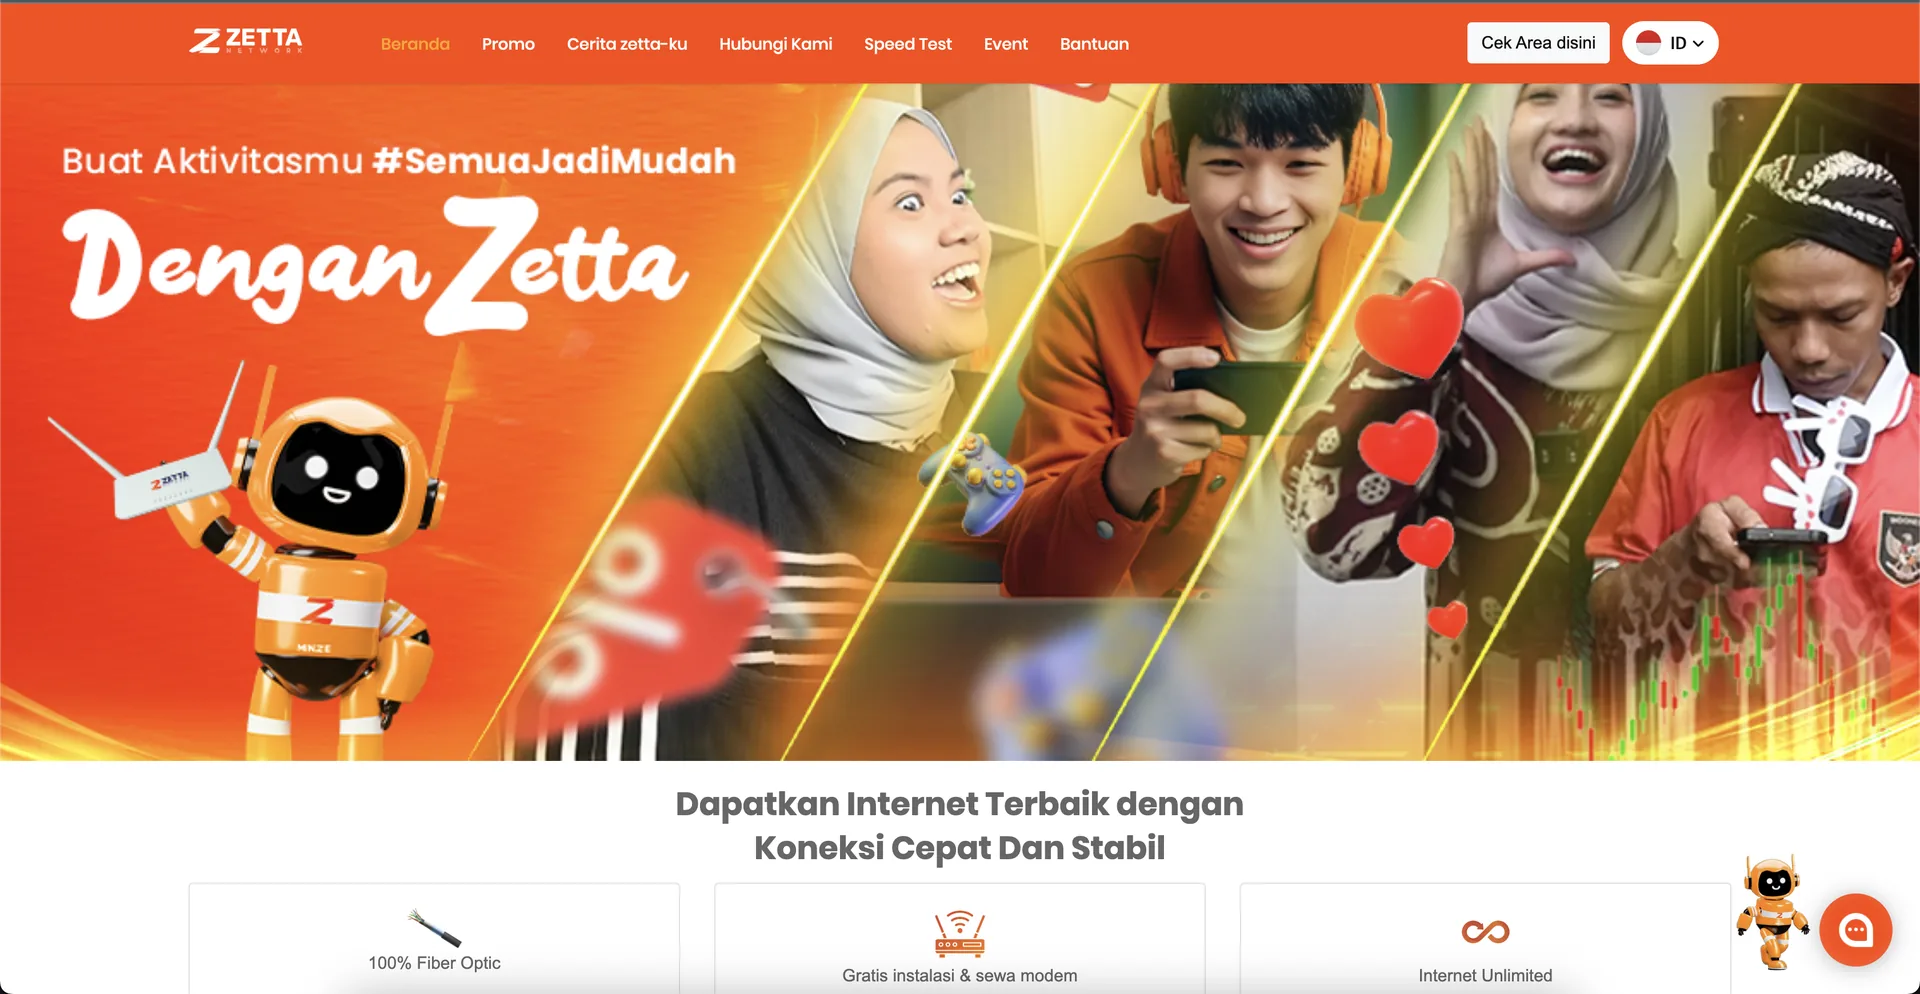 ZETTA
NETWORK
Beranda
Promo
Cerita zetta-ku
Hubungi Kami
Speed Test
Event
Bantuan
Cek Area disini
ID
Buat Aktivitasmu #SemuaJadiMudah
Dengan Zetta
ZETTA
MINZE
Dapatkan Internet Terbaik dengan
Koneksi Cepat Dan Stabil
100% Fiber Optic
Gratis instalasi & sewa modem
Internet Unlimited